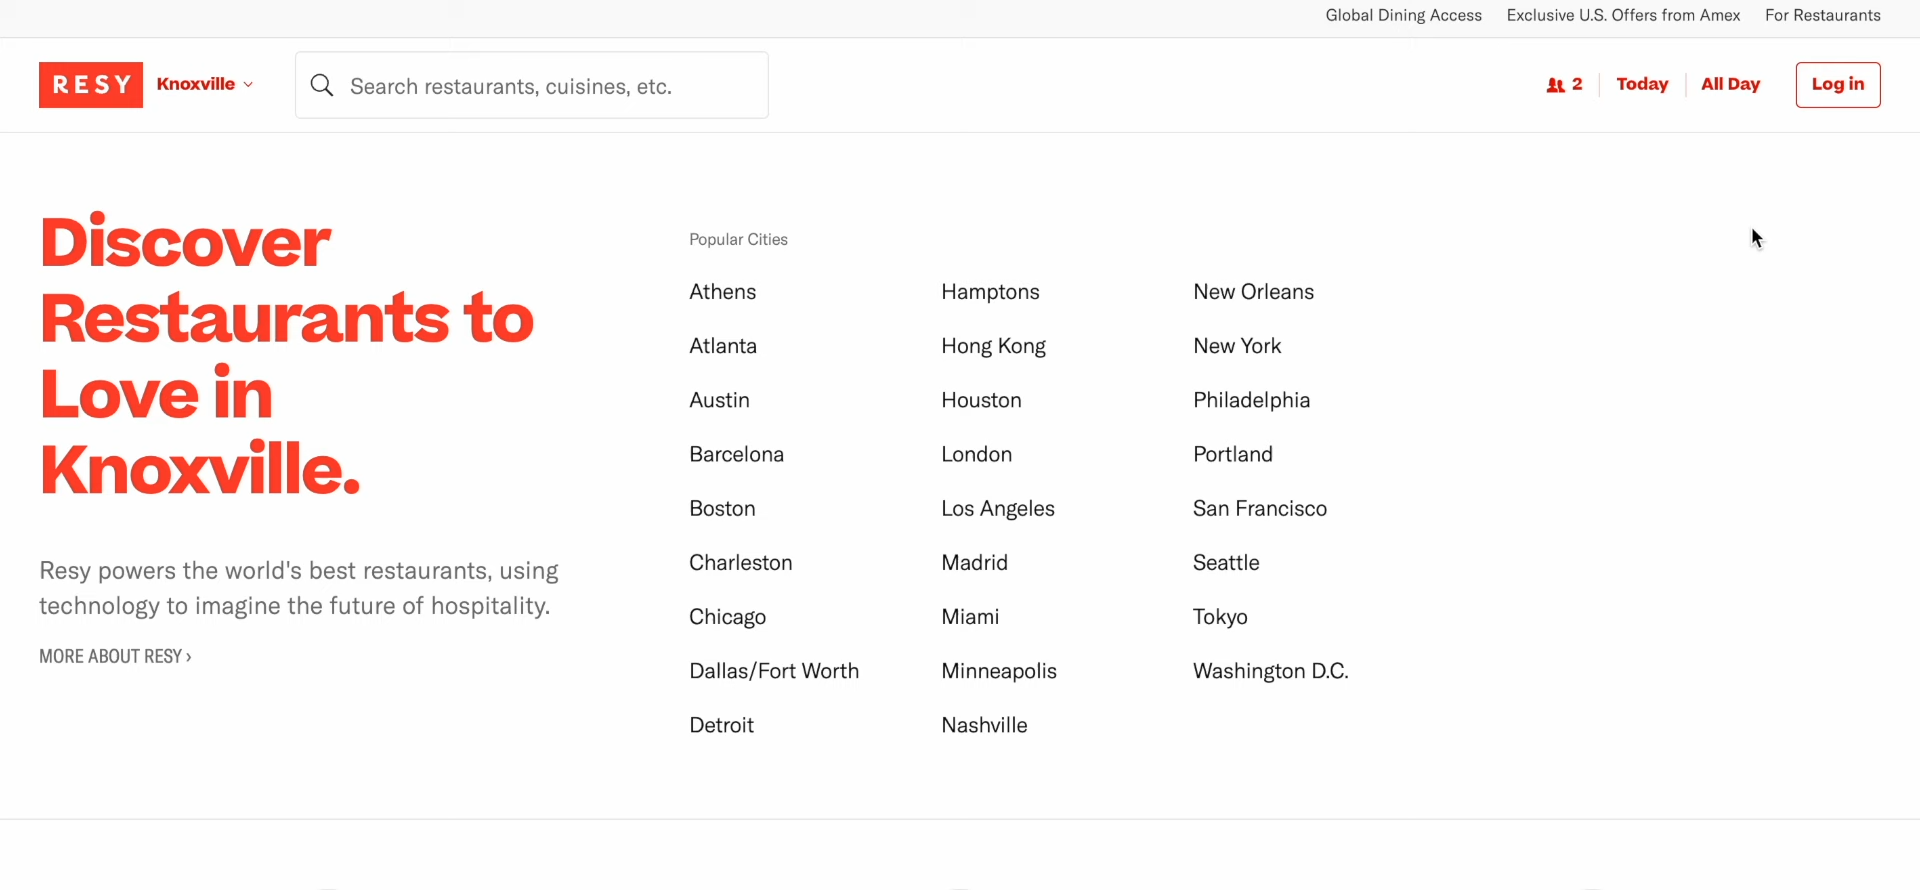 Global Dining Access Exclusive U.S. Offers from Amex For Restaurants
RESY Knoxville Search restaurants, cuisines, etc. 2 Today All Day Log in
Discover
Restaurants to
Love in
Knoxville.
Resy powers the world's best restaurants, using
technology to imagine the future of hospitality.
MORE ABOUT RESY ›
Popular Cities
Athens
Atlanta
Austin
Barcelona
Boston
Charleston
Chicago
Dallas/Fort Worth
Detroit
Hamptons
Hong Kong
Houston
London
Los Angeles
Madrid
Miami
Minneapolis
Nashville
New Orleans
New York
Philadelphia
Portland
San Francisco
Seattle
Tokyo
Washington D.C.